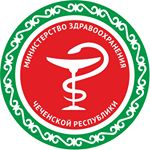 МИНИСТЕРСТВО ЗДРАВООХРАНЕНИЯ
ЧЕЧЕНСКОЙ РЕСПУБЛИКИ